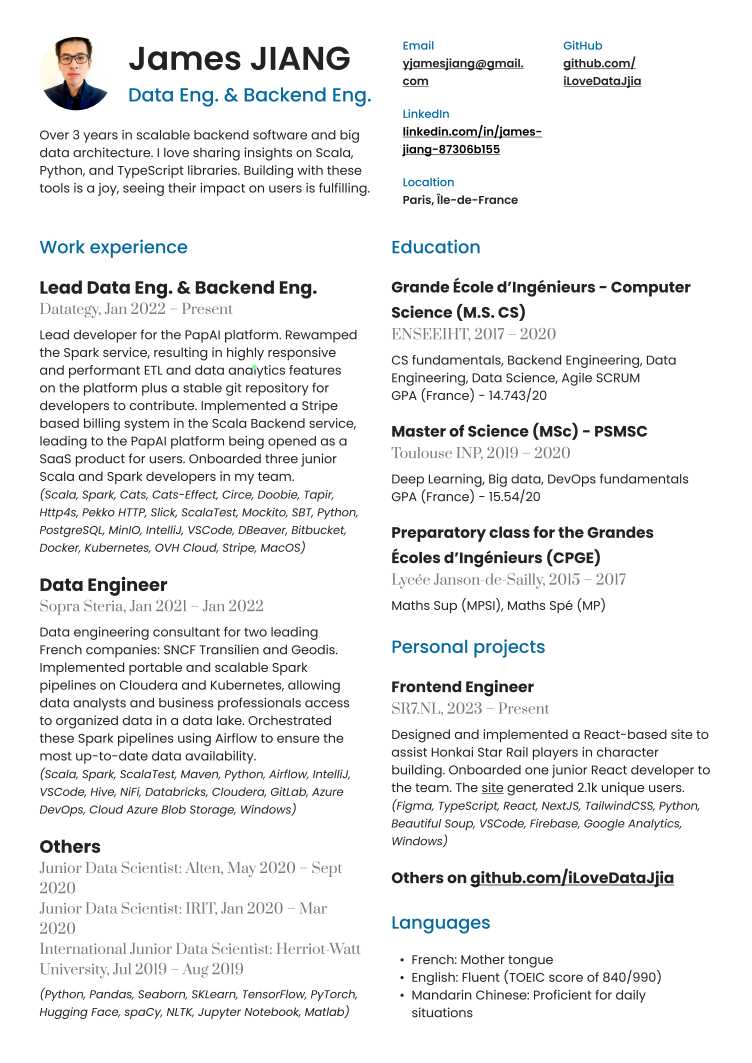 James JIANG
Data Eng. & Backend Eng.
Over 3 years in scalable backend software and big
data architecture. I love sharing insights on Scala,
Python, and TypeScript libraries. Building with these
tools is a joy, seeing their impact on users is fulfilling.
Email
yjamesjiang@gmail.
com
GitHub
github.com/
iLoveDataJjia
LinkedIn
linkedin.com/in/james-
jiang-87306b155
Localtion
Paris, Île-de-France
Work experience
Lead Data Eng. & Backend Eng.
Datategy, Jan 2022 – Present
Lead developer for the PapAI platform. Rewamped
the Spark service, resulting in highly responsive
and performant ETL and data analytics features
on the platform plus a stable git repository for
developers to contribute. Implemented a Stripe
based billing system in the Scala Backend service,
leading to the PapAI platform being opened as a
SaaS product for users. Onboarded three junior
Scala and Spark developers in my team.
(Scala, Spark, Cats, Cats-Effect, Circe, Doobie, Tapir,
Http4s, Pekko HTTP, Slick, ScalaTest, Mockito, SBT, Python,
PostgreSQL, MinIO, IntelliJ, VSCode, DBeaver, Bitbucket,
Docker, Kubernetes, OVH Cloud, Stripe, MacOS)
Data Engineer
Sopra Steria, Jan 2021 – Jan 2022
Data engineering consultant for two leading
French companies: SNCF Transilien and Geodis.
Implemented portable and scalable Spark
pipelines on Cloudera and Kubernetes, allowing
data analysts and business professionals access
to organized data in a data lake. Orchestrated
these Spark pipelines using Airflow to ensure the
most up-to-date data availability.
(Scala, Spark, ScalaTest, Maven, Python, Airflow, IntelliJ,
VSCode, Hive, NiFi, Databricks, Cloudera, GitLab, Azure
DevOps, Cloud Azure Blob Storage, Windows)
Others
Junior Data Scientist: Alten, May 2020 – Sept
2020
Junior Data Scientist: IRIT, Jan 2020 – Mar
2020
International Junior Data Scientist: Herriot-Watt
University, Jul 2019 – Aug 2019
(Python, Pandas, Seaborn, SKLearn, TensorFlow, PyTorch,
Hugging Face, spaCy, NLTK, Jupyter Notebook, Matlab)
Education
Grande École d’Ingénieurs - Computer
Science (M.S. CS)
ENSEEIHT, 2017 – 2020
CS fundamentals, Backend Engineering, Data
Engineering, Data Science, Agile SCRUM
GPA (France) - 14.743/20
Master of Science (MSc) - PSMSC
Toulouse INP, 2019 – 2020
Deep Learning, Big data, DevOps fundamentals
GPA (France) - 15.54/20
Preparatory class for the Grandes
Écoles d’Ingénieurs (CPGE)
Lycée Janson-de-Sailly, 2015 – 2017
Maths Sup (MPSI), Maths Spé (MP)
Personal projects
Frontend Engineer
SR7.NL, 2023 – Present
Designed and implemented a React-based site to
assist Honkai Star Rail players in character
building. Onboarded one junior React developer to
the team. The site generated 2.1k unique users.
(Figma, TypeScript, React, NextJS, TailwindCSS, Python,
Beautiful Soup, VSCode, Firebase, Google Analytics,
Windows)
Others on github.com/iLoveDataJjia
Languages
• French: Mother tongue
• English: Fluent (TOEIC score of 840/990)
• Mandarin Chinese: Proficient for daily
situations